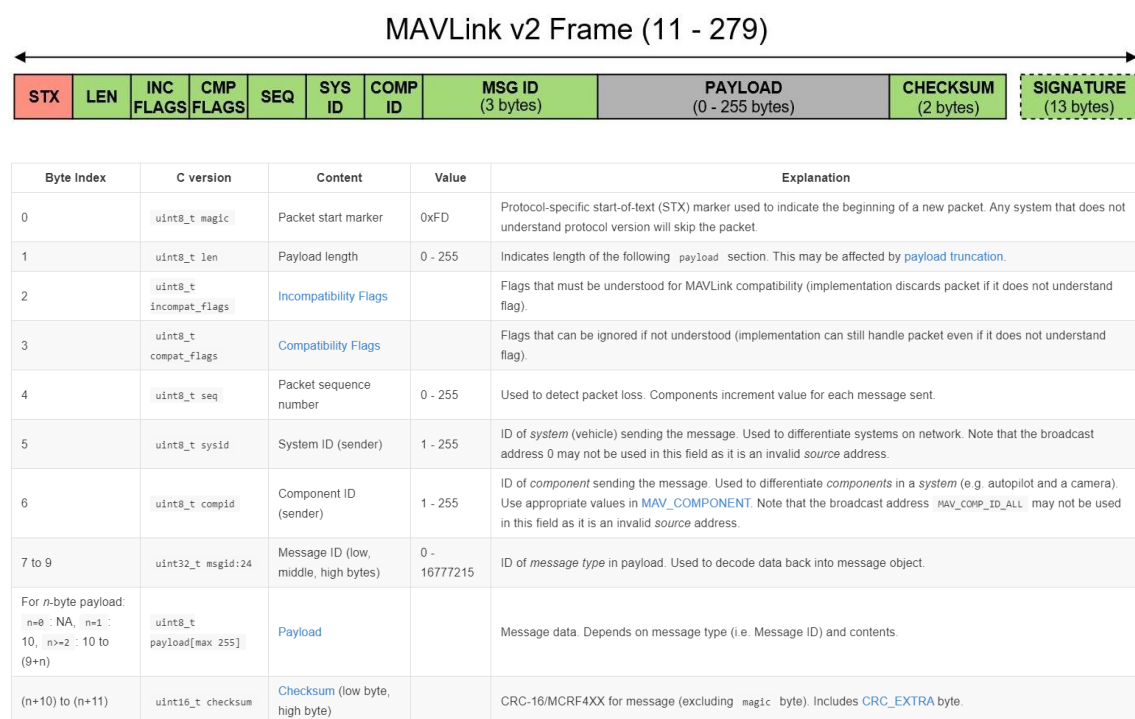 MAVLink v2 Frame (11 - 279)
STX LEN INC FLAGS CMP FLAGS SEQ SYS ID COMP ID MSG ID (3 bytes) PAYLOAD (0 - 255 bytes) CHECKSUM (2 bytes) SIGNATURE (13 bytes)
Byte Index C version Content Value Explanation
0 uint8_t magic Packet start marker 0xFD Protocol-specific start-of-text (STX) marker used to indicate the beginning of a new packet. Any system that does not
understand protocol version will skip the packet.
1 uint8_t len Payload length 0 - 255 Indicates length of the following payload section. This may be affected by payload truncation.
2 uint8_t incompat_flags Incompatibility Flags Flags that must be understood for MAVLink compatibility (implementation discards packet if it does not understand
flag).
3 uint8_t compat_flags Compatibility Flags Flags that can be ignored if not understood (implementation can still handle packet even if it does not understand
flag).
4 uint8_t seq Packet sequence number 0 - 255 Used to detect packet loss. Components increment value for each message sent.
5 uint8_t sysid System ID (sender) 1 - 255 ID of system (vehicle) sending the message. Used to differentiate systems on network. Note that the broadcast
address 0 may not be used in this field as it is an invalid source address.
6 uint8_t compid Component ID (sender) 1 - 255 ID of component sending the message. Used to differentiate components in a system (e.g. autopilot and a camera).
Use appropriate values in MAV_COMPONENT. Note that the broadcast address MAV_COMP_ID_ALL may not be used
in this field as it is an invalid source address.
7 to 9 uint32_t msgid:24 Message ID (low, middle, high bytes) 0 - 16777215 ID of message type in payload. Used to decode data back into message object.
For n-byte payload:
n=0 : NA, n=1 :
10, n>=2 : 10 to
(9+n) uint8_t payload[max 255] Payload Message data. Depends on message type (i.e. Message ID) and contents.
(n+10) to (n+11) uint16_t checksum Checksum (low byte, high byte) CRC-16/MCRF4XX for message (excluding magic byte). Includes CRC_EXTRA byte.